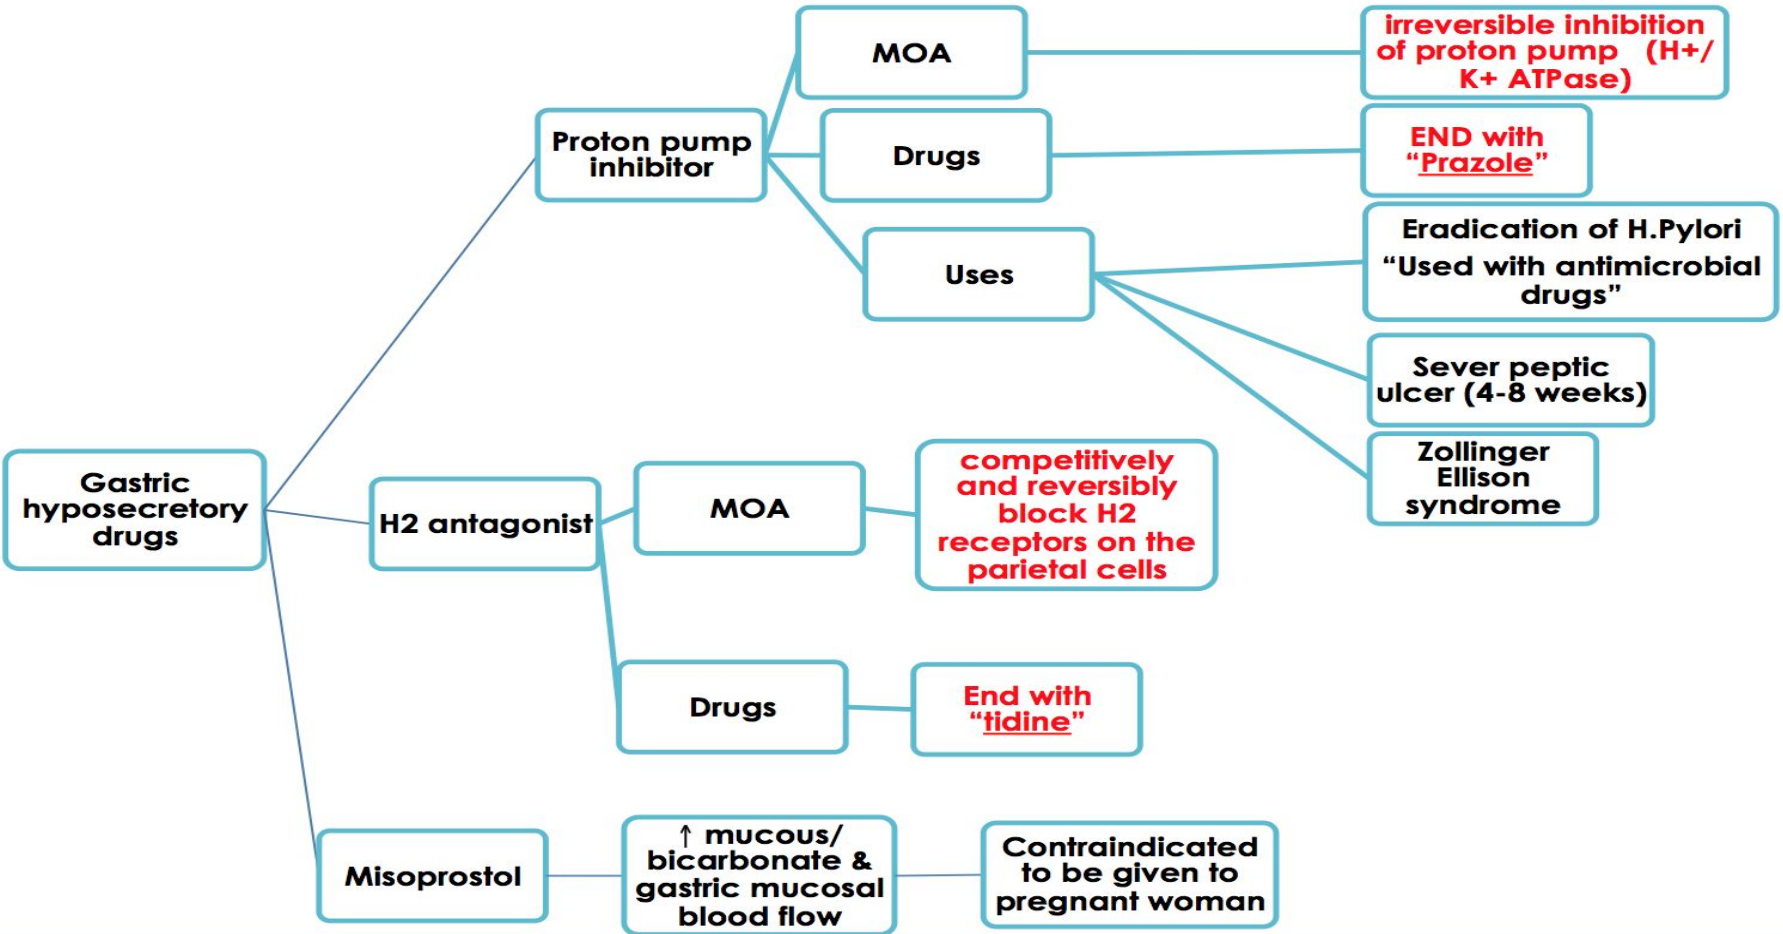 Gastric
hyposecretory
drugs
Proton pump
inhibitor
MOA
irreversible inhibition
of proton pump (H+/
K+ ATPase)
Drugs
END with
“Prazole”
Uses
Eradication of H.Pylori
“Used with antimicrobial
drugs”
Sever peptic
ulcer (4-8 weeks)
Zollinger
Ellison
syndrome
H2 antagonist
MOA
competitively
and reversibly
block H2
receptors on the
parietal cells
Drugs
End with
“tidine”
Misoprostol
↑ mucous/
bicarbonate &
gastric mucosal
blood flow
Contraindicated
to be given to
pregnant woman